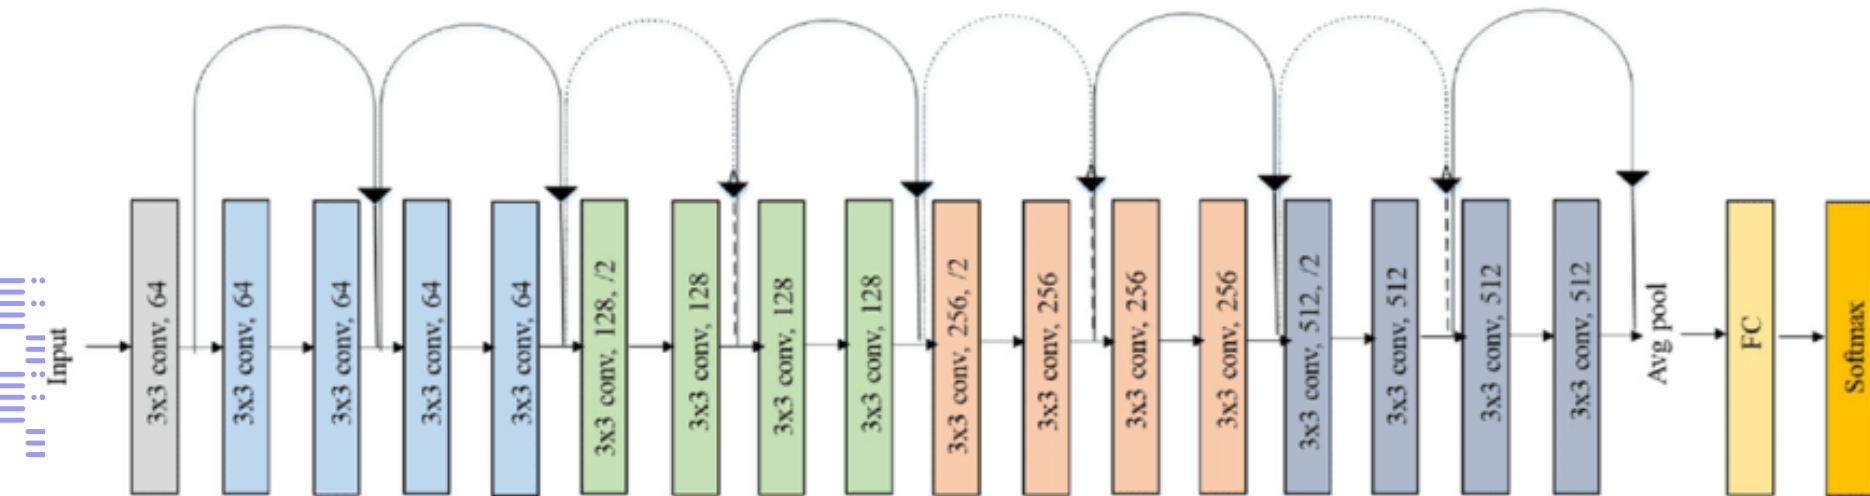 Input
3x3 conv, 64
3x3 conv, 64
3x3 conv, 64
3x3 conv, 64
3x3 conv, 64
3x3 conv, 128, /2
3x3 conv, 128
3x3 conv, 128
3x3 conv, 128
3x3 conv, 256, /2
3x3 conv, 256
3x3 conv, 256
3x3 conv, 256
3x3 conv, 512, /2
3x3 conv, 512
3x3 conv, 512
3x3 conv, 512
Avg pool
FC
Softmax